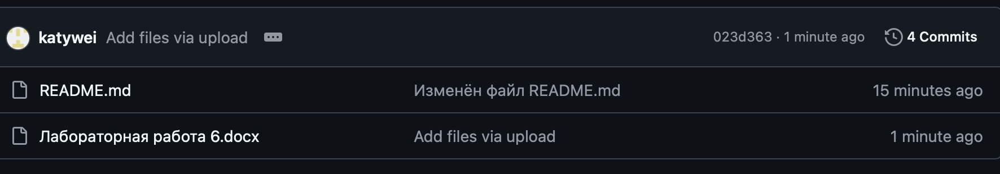 katywei Add files via upload 023d363 · 1 minute ago 4 Commits
README.md Изменён файл README.md 15 minutes ago
Лабораторная работа 6.docx Add files via upload 1 minute ago